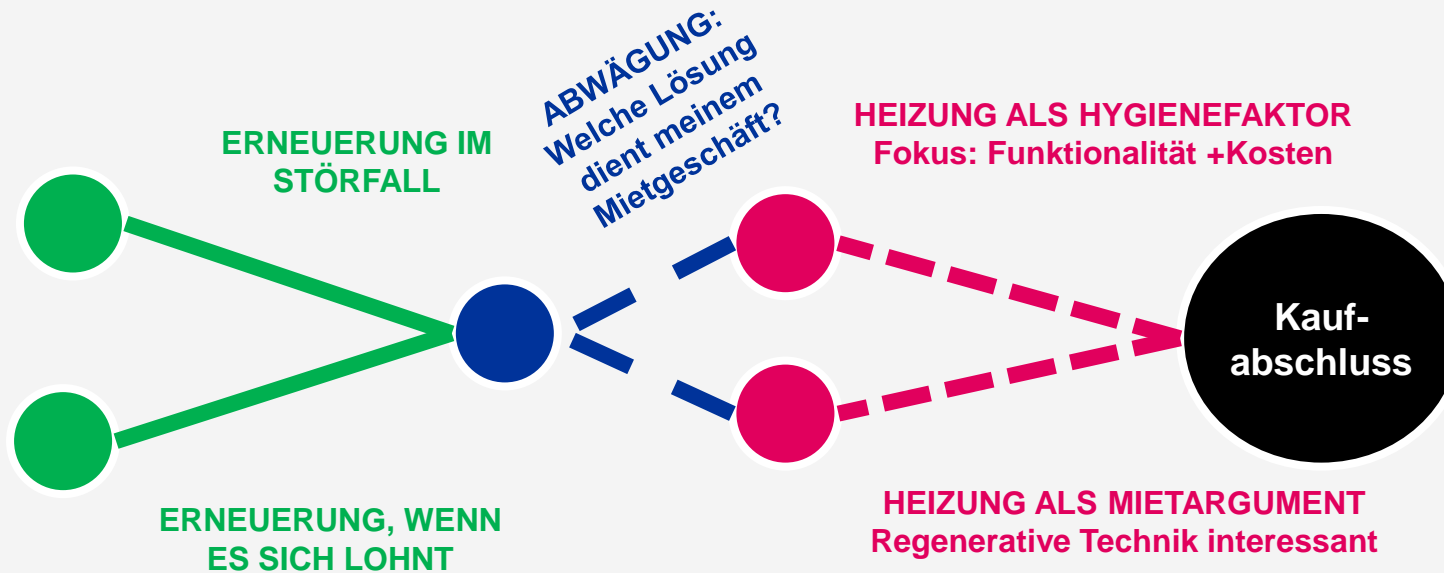 ERNEUERUNG IM
STÖRFALL
ERNEUERUNG, WENN
ES SICH LOHNT
ABWÄGUNG:
Welche Lösung
dient meinem
Mietgeschäft?
HEIZUNG ALS HYGIENEFAKTOR
Fokus: Funktionalität +Kosten
HEIZUNG ALS MIETARGUMENT
Regenerative Technik interessant
Kauf-
abschluss